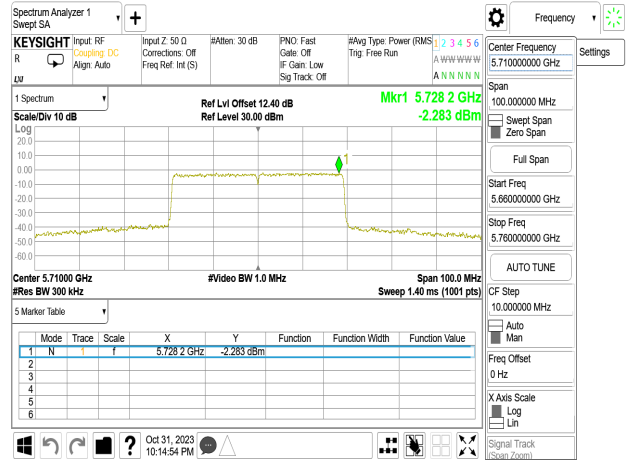 Spectrum Analyzer 1
Swept SA
Frequency
KEYSIGHT
R
Input: RF
Coupling: DC
Align: Auto
Input Z: 50 Ω
Corrections: Off
Freq Ref: Int (S)
#Atten: 30 dB
PNO: Fast
Gate: Off
IF Gain: Low
Sig Track: Off
#Avg Type: Power (RMS
Trig: Free Run
1 2 3 4 5 6
A W W W W W
A N N N N N
Center Frequency
5.710000000 GHz
Settings
Span
100.000000 MHz
Swept Span
Zero Span
Full Span
Start Freq
5.660000000 GHz
Stop Freq
5.760000000 GHz
AUTO TUNE
CF Step
10.000000 MHz
Auto
Man
Freq Offset
0 Hz
X Axis Scale
Log
Lin
Signal Track
(Span Zoom)
1 Spectrum
Scale/Div 10 dB
Ref Lvl Offset 12.40 dB
Ref Level 30.00 dBm
Mkr1 5.728 2 GHz
-2.283 dBm
Log
20.0
10.0
0.00
-10.0
-20.0
-30.0
-40.0
-50.0
-60.0
1
Center 5.71000 GHz
#Video BW 1.0 MHz
Span 100.0 MHz
#Res BW 300 kHz
Sweep 1.40 ms (1001 pts)
5 Marker Table
Mode Trace Scale X Y Function Function Width Function Value
1 N 1 f 5.728 2 GHz -2.283 dBm
2
3
4
5
6
?
Oct 31, 2023
10:14:54 PM